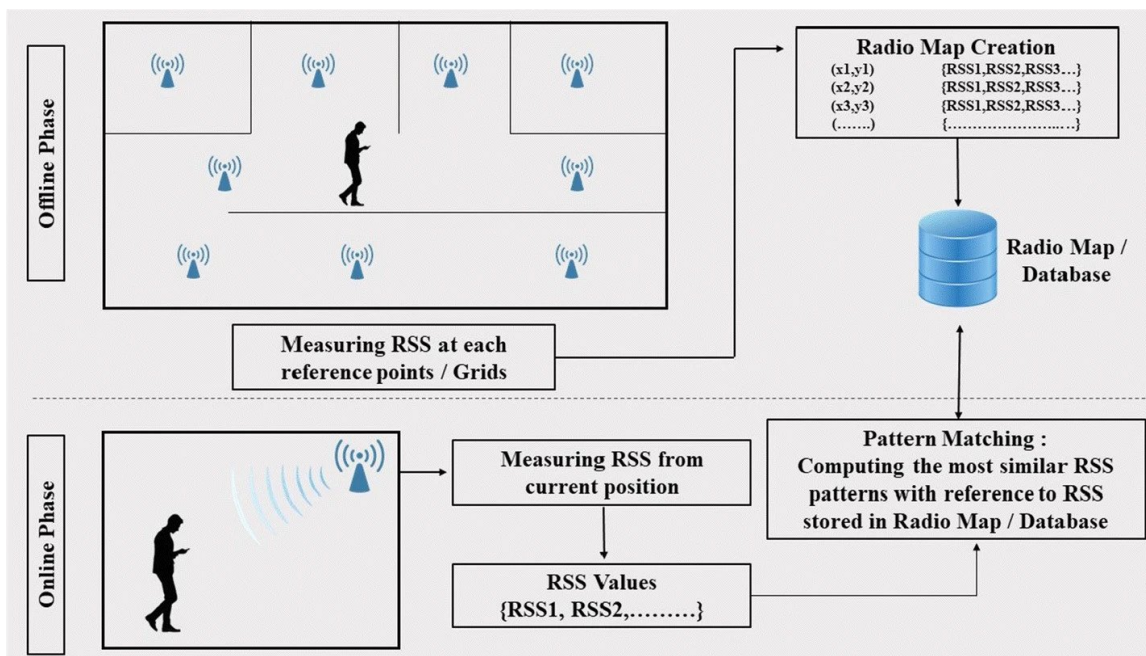 Offline Phase
Radio Map Creation
(x1,y1) {RSS1,RSS2,RSS3…}
(x2,y2) {RSS1,RSS2,RSS3…}
(x3,y3) {RSS1,RSS2,RSS3…}
(…….) {…………………..…}
Radio Map /
Database
Measuring RSS at each
reference points / Grids
Online Phase
Measuring RSS from
current position
RSS Values
{RSS1, RSS2,………}
Pattern Matching :
Computing the most similar RSS
patterns with reference to RSS
stored in Radio Map / Database